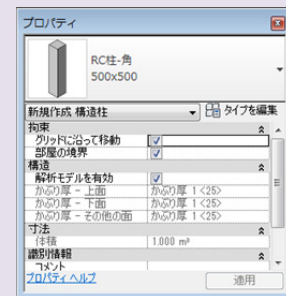 プロパティ
RC柱-角
500x500
新規作成 構造柱 タイプを編集
拘束
グリッドに沿って移動
部屋の境界
構造
解析モデルを有効
かぶり厚 - 上面 かぶり厚 1 <25>
かぶり厚 - 下面 かぶり厚 1 <25>
かぶり厚 - その他の面 かぶり厚 1 <25>
寸法
体積 1.000 m³
識別情報
コメント
プロパティ ヘルプ 適用